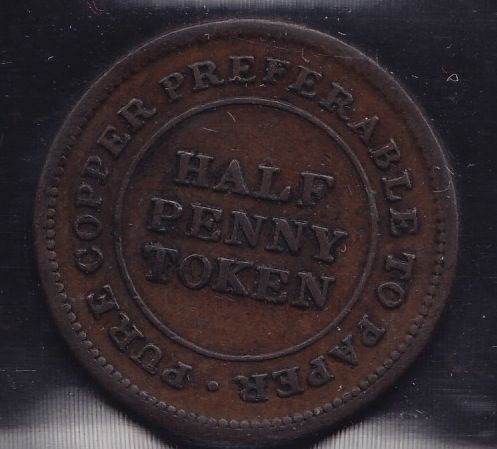 PURE COPPER PREFERABLE TO PAPER ·
HALF
PENNY
TOKEN